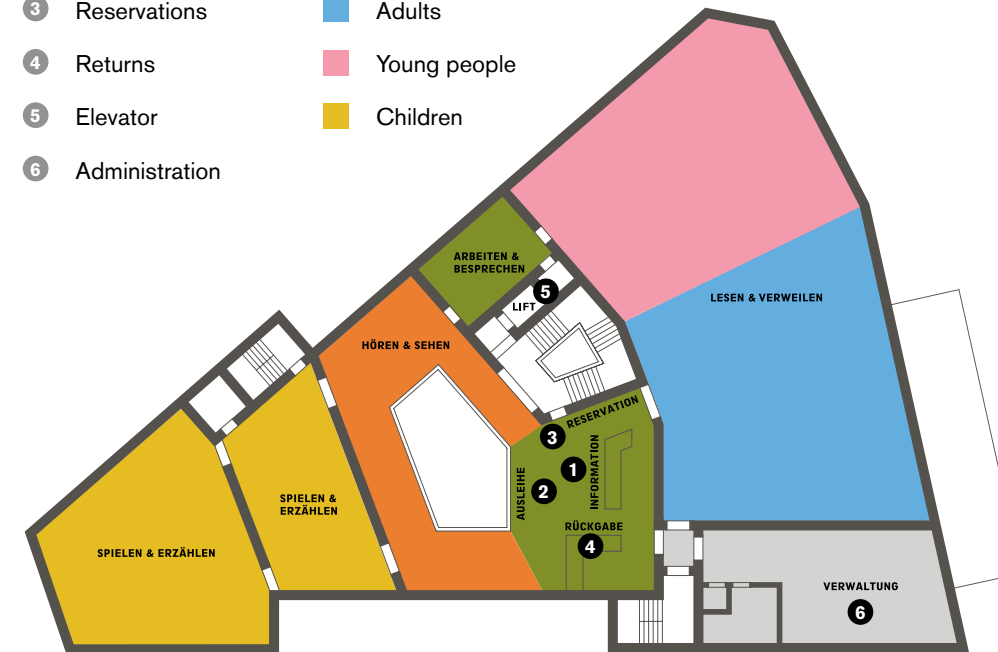 3 Reservations
4 Returns
5 Elevator
6 Administration
Adults
Young people
Children
ARBEITEN &
BESPRECHEN
5
LIFT
LESEN & VERWEILEN
HÖREN & SEHEN
RESERVATION
3
1
INFORMATION
2
AUSLEIHE
SPIELEN &
ERZÄHLEN
RÜCKGABE
4
SPIELEN & ERZÄHLEN
VERWALTUNG
6